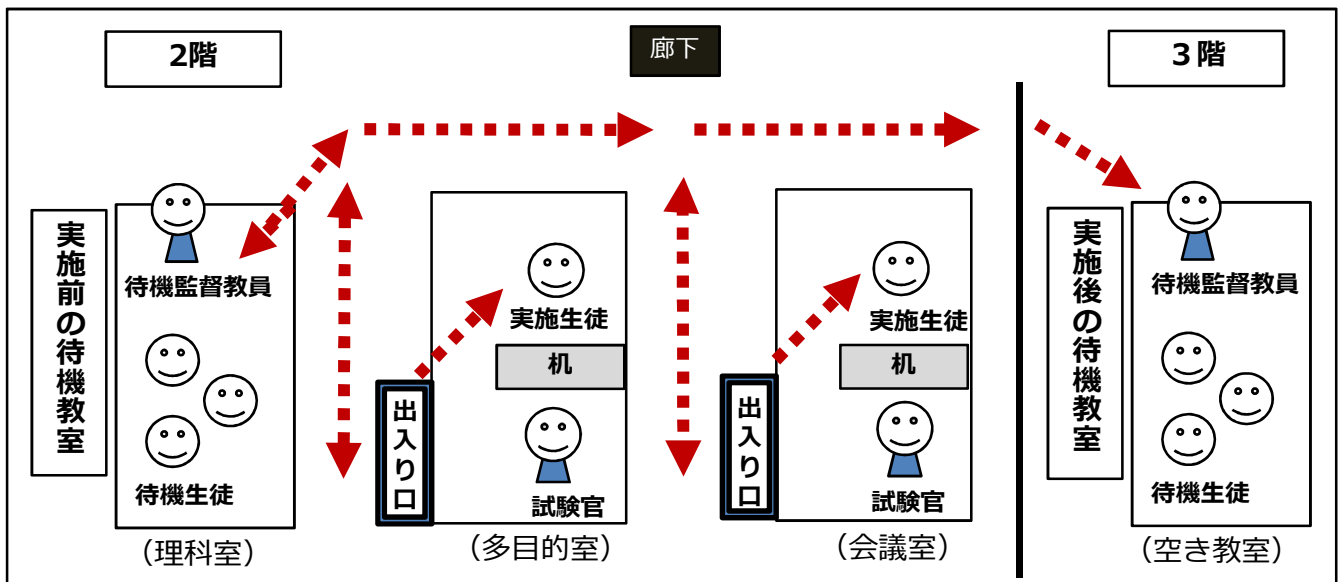 2階
廊下
3階
実施前の待機教室
待機監督教員
待機生徒
(理科室)
実施生徒
机
出入り口
試験官
(多目的室)
実施生徒
机
出入り口
試験官
(会議室)
実施後の待機教室
待機監督教員
待機生徒
(空き教室)